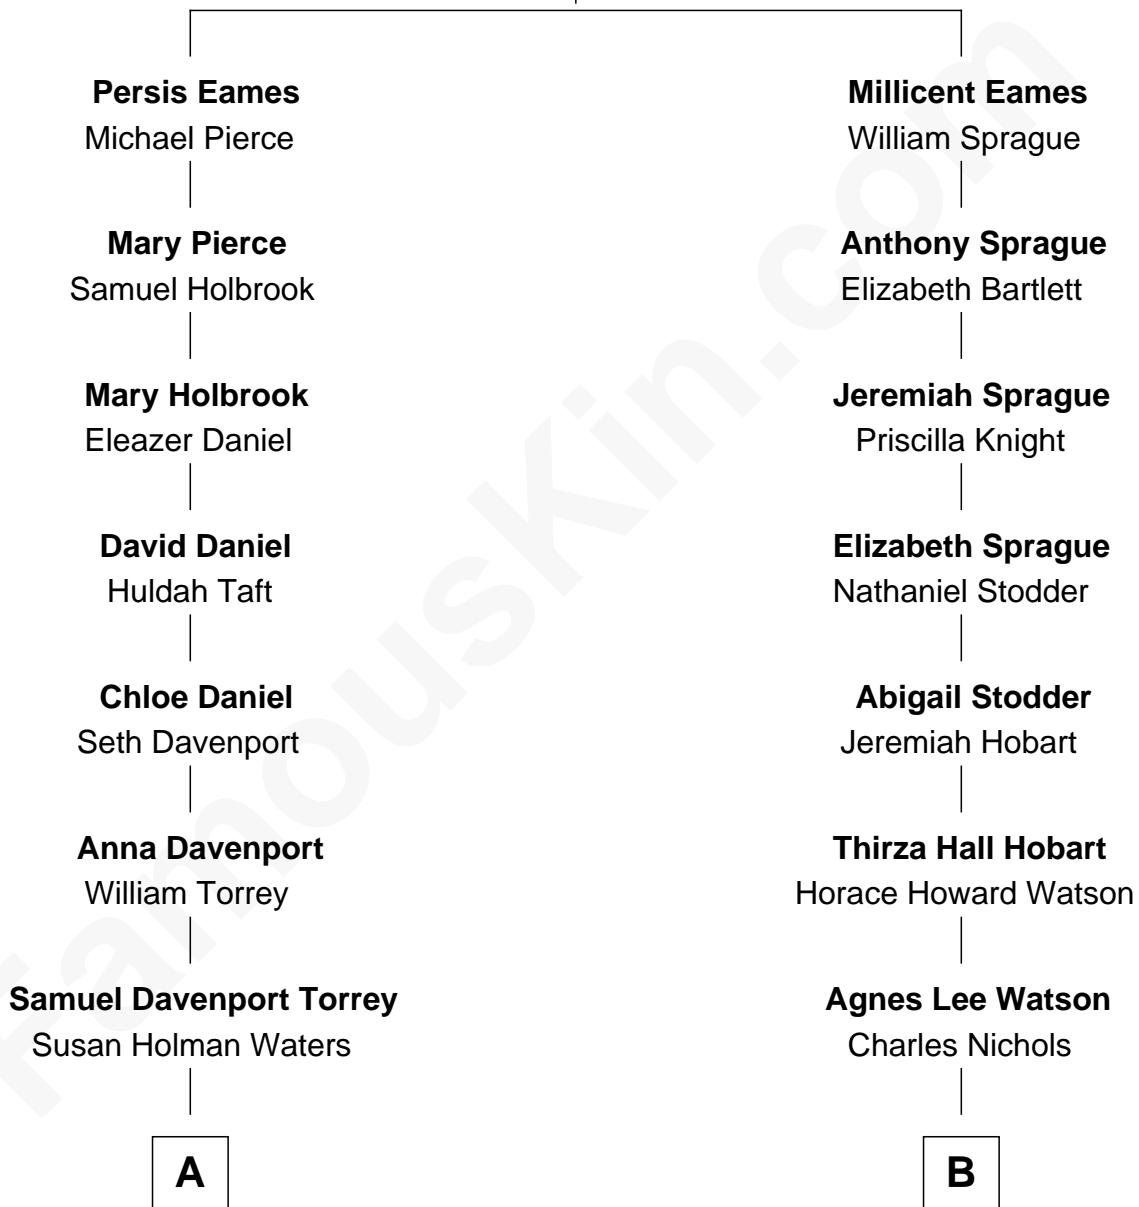 Persis Eames
Michael Pierce
Millicent Eames
William Sprague
Mary Pierce
Samuel Holbrook
Anthony Sprague
Elizabeth Bartlett
Mary Holbrook
Eleazer Daniel
Jeremiah Sprague
Priscilla Knight
David Daniel
Huldah Taft
Elizabeth Sprague
Nathaniel Stodder
Chloe Daniel
Seth Davenport
Abigail Stodder
Jeremiah Hobart
Anna Davenport
William Torrey
Thirza Hall Hobart
Horace Howard Watson
Samuel Davenport Torrey
Susan Holman Waters
Agnes Lee Watson
Charles Nichols
A
B
FamousKin.com